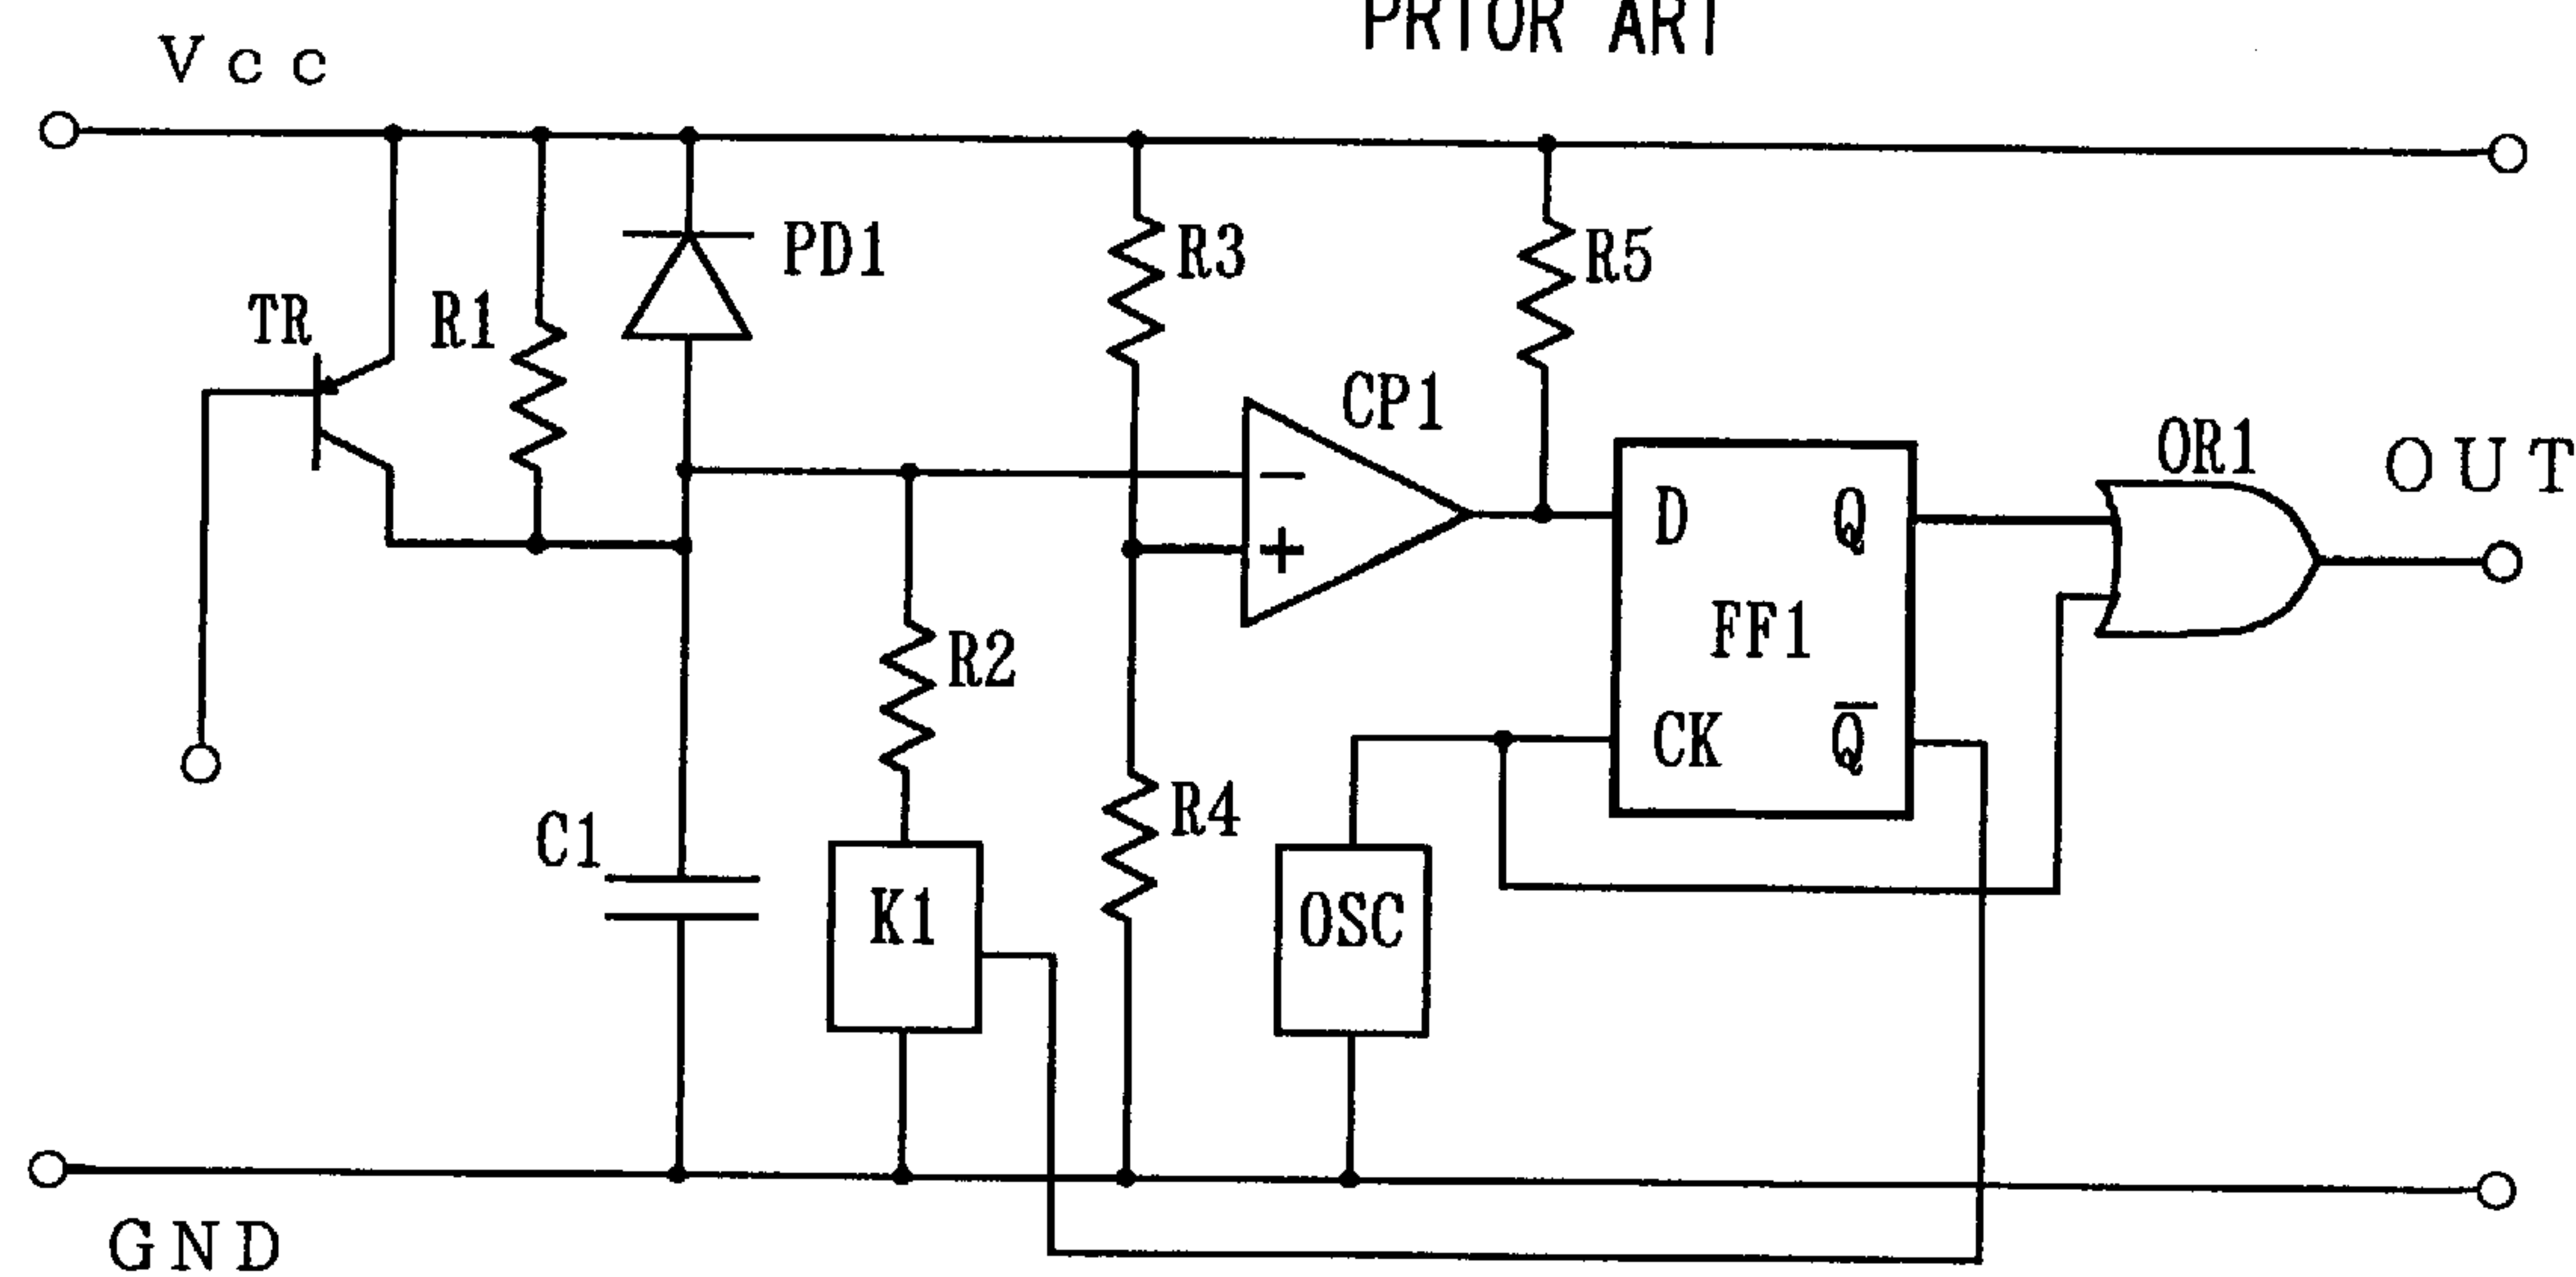 PRIOR ART
Vcc
PD1
R3
R5
TR
R1
CP1
OR1
OUT
−
+
D
Q
FF1
R2
CK
Q̅
R4
C1
K1
OSC
GND